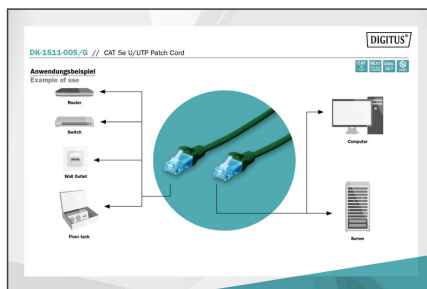 DIGITUS®
DK-1511-005/G // CAT 5e U/UTP Patch Cord
Anwendungsbeispiel
Example of use
Router
Switch
Wall Outlet
Floor tank
Computer
Server